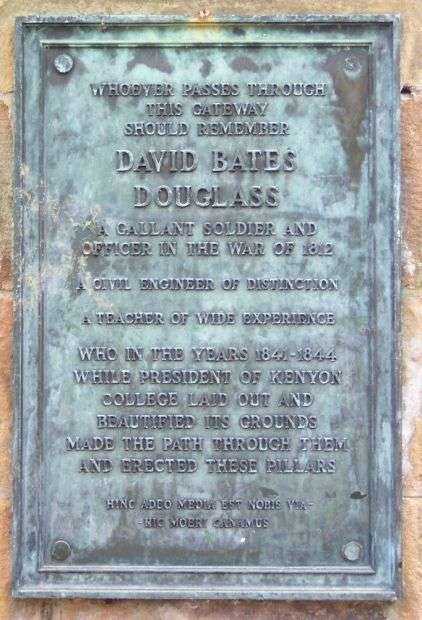 WHOEVER PASSES THROUGH
THIS GATEWAY
SHOULD REMEMBER
DAVID BATES
DOUGLASS
A GALLANT SOLDIER AND
OFFICER IN THE WAR OF 1812
A CIVIL ENGINEER OF DISTINCTION
A TEACHER OF WIDE EXPERIENCE
WHO IN THE YEARS 1841-1844
WHILE PRESIDENT OF KENYON
COLLEGE LAID OUT AND
BEAUTIFIED ITS GROUNDS
MADE THE PATH THROUGH THEM
AND ERECTED THESE PILLARS
HINC ADEO MEDIA EST NOBIS VIA-
-HIC MOERI CANAMUS